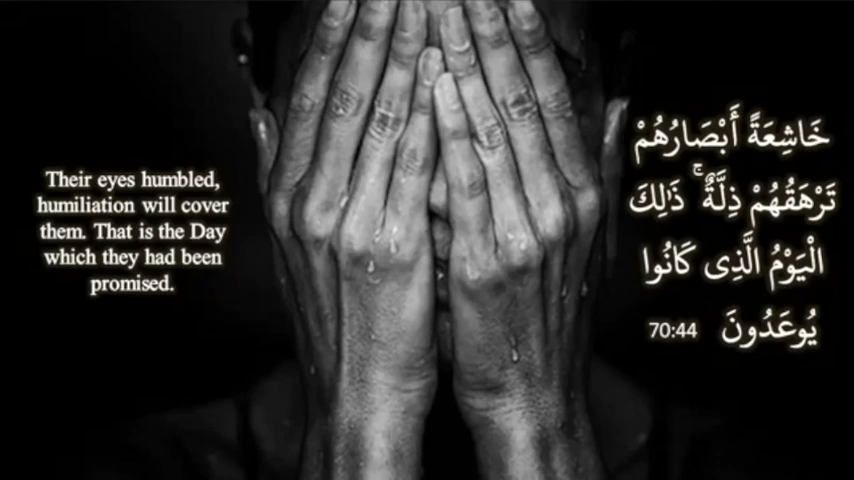 Their eyes humbled,
humiliation will cover
them. That is the Day
which they had been
promised.
خَاشِعَةً أَبْصَارُهُمْ
تَرْهَقُهُمْ ذِلَّةٌ ۚ ذَٰلِكَ
الْيَوْمُ الَّذِى كَانُوا
يُوعَدُونَ 70:44